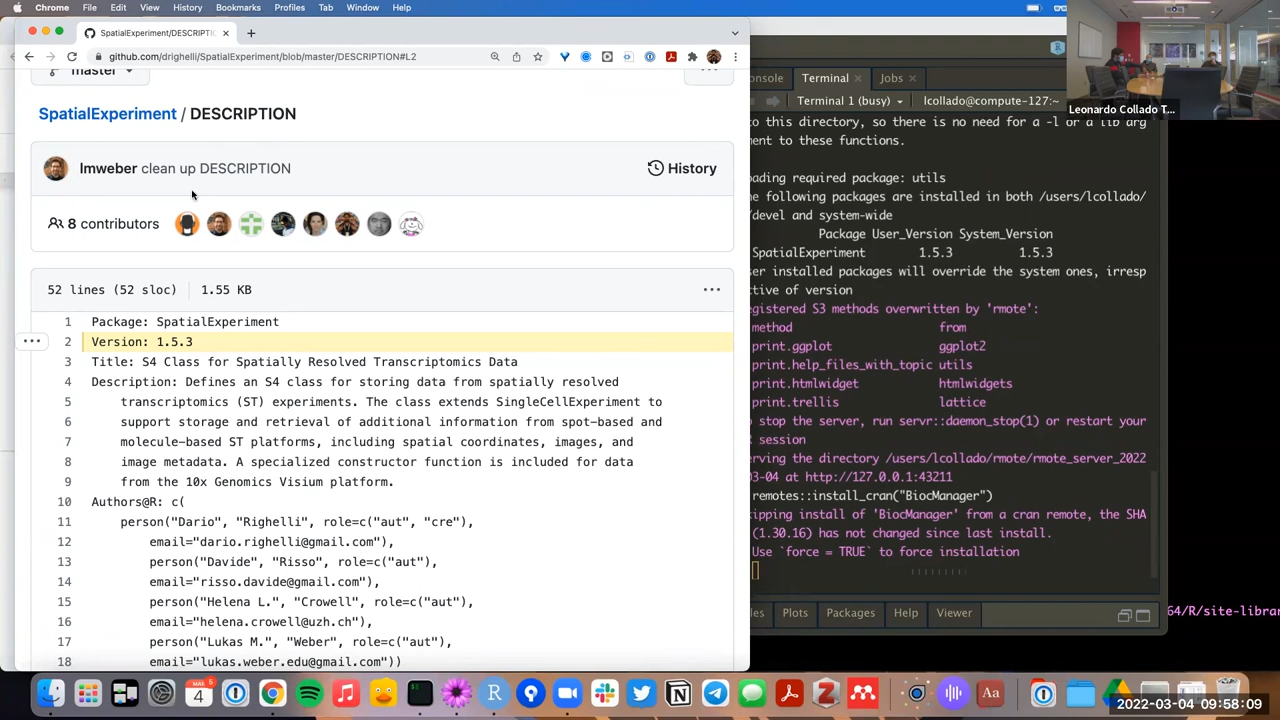 Chrome File Edit View History Bookmarks Profiles Tab Window Help
SpatialExperiment/DESCRIPTI
github.com/drighelli/SpatialExperiment/blob/master/DESCRIPTION#L2
master
SpatialExperiment / DESCRIPTION
lmweber clean up DESCRIPTION
History
8 contributors
52 lines (52 sloc) 1.55 KB
1 Package: SpatialExperiment
2 Version: 1.5.3
3 Title: S4 Class for Spatially Resolved Transcriptomics Data
4 Description: Defines an S4 class for storing data from spatially resolved
5 transcriptomics (ST) experiments. The class extends SingleCellExperiment to
6 support storage and retrieval of additional information from spot-based and
7 molecule-based ST platforms, including spatial coordinates, images, and
8 image metadata. A specialized constructor function is included for data
9 from the 10x Genomics Visium platform.
10 Authors@R: c(
11 person("Dario", "Righelli", role=c("aut", "cre"),
12 email="dario.righelli@gmail.com"),
13 person("Davide", "Risso", role=c("aut"),
14 email="risso.davide@gmail.com"),
15 person("Helena L.", "Crowell", role=c("aut"),
16 email="helena.crowell@uzh.ch"),
17 person("Lukas M.", "Weber", role=c("aut"),
18 email="lukas.weber.edu@gmail.com"))
onsole Terminal Jobs
Terminal 1 (busy) lcollado@compute-127:~
to this directory, so there is no need for a -l or a lib arg
ment to these functions.
oading required package: utils
he following packages are installed in both /users/lcollado/
/devel and system-wide
Package User_Version System_Version
SpatialExperiment 1.5.3 1.5.3
ser installed packages will override the system ones, irresp
ctive of version
egistered S3 methods overwritten by 'rmote':
method from
print.ggplot ggplot2
print.help_files_with_topic utils
print.htmlwidget htmlwidgets
print.trellis lattice
o stop the server, run servr::daemon_stop(1) or restart your
R session
erving the directory /users/lcollado/rmote/rmote_server_2022
03-04 at http://127.0.0.1:43211
remotes::install_cran("BiocManager")
kipping install of 'BiocManager' from a cran remote, the SHA
(1.30.16) has not changed since last install.
Use `force = TRUE` to force installation
les Plots Packages Help Viewer
64/R/site-librar
Leonardo Collado T...
MAR
4
5
Aa
2022-03-04 09:58:09